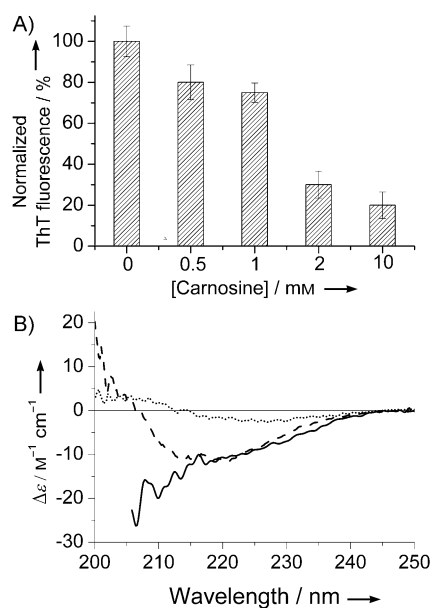 A)
Normalized
ThT fluorescence / %
100
80
60
40
20
0
0 0.5 1 2 10
[Carnosine] / mM
B)
Δε / M⁻¹ cm⁻¹
20
10
0
-10
-20
-30
200 210 220 230 240 250
Wavelength / nm